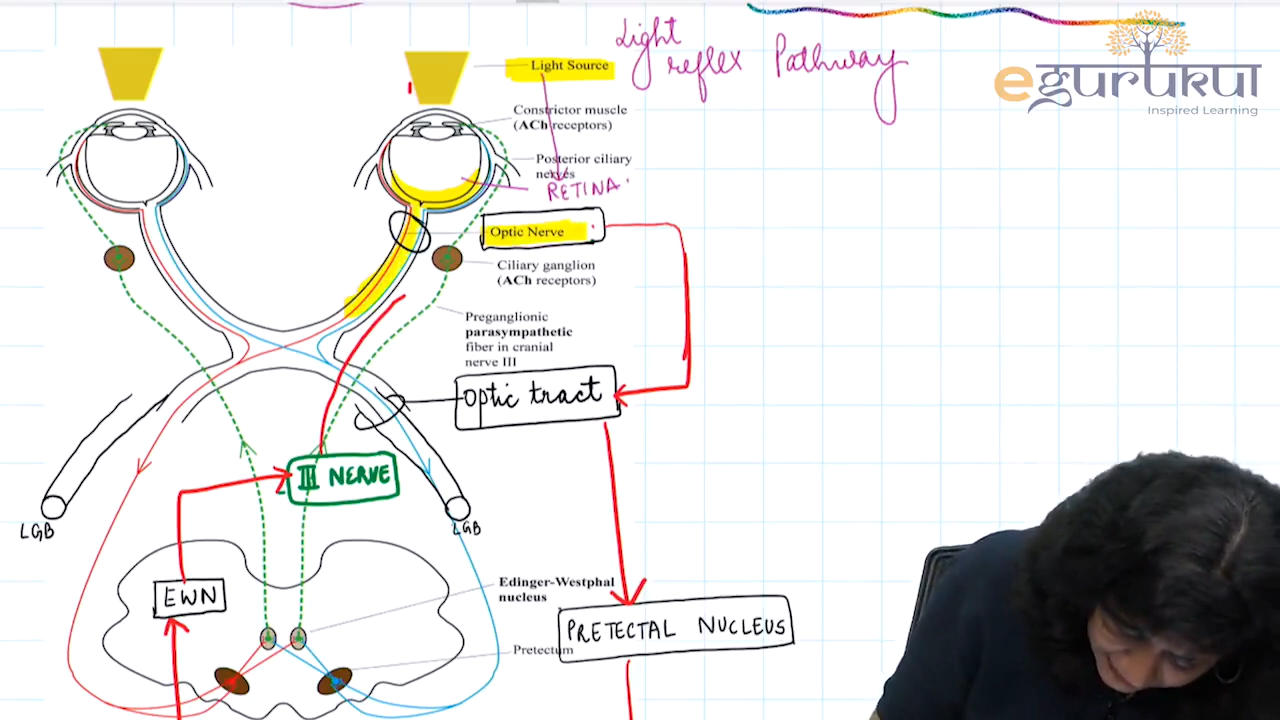 Light
reflex Pathway
egurukul
Inspired Learning
Light Source
Constrictor muscle
(ACh receptors)
Posterior ciliary
nerves
RETINA.
Optic Nerve
Ciliary ganglion
(ACh receptors)
Preganglionic
parasympathetic
fiber in cranial
nerve III
Optic tract
III NERVE
LGB
LGB
Edinger-Westphal
nucleus
EWN
PRETECTAL NUCLEUS
Pretectum